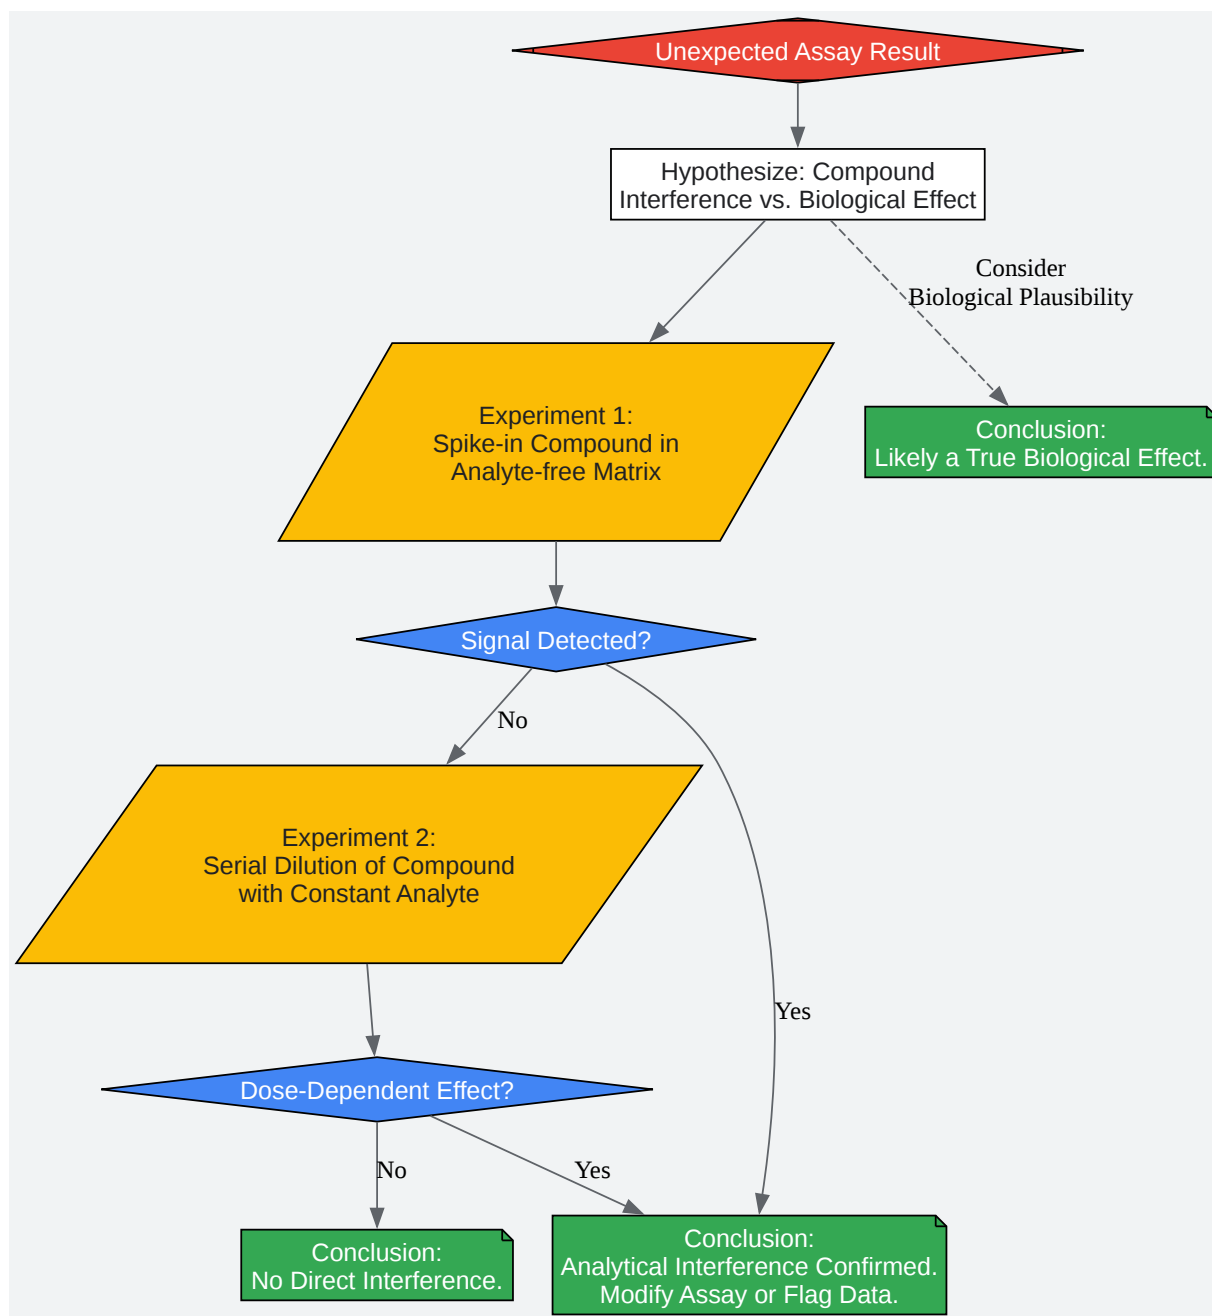 Unexpected Assay Result
Hypothesize: Compound
Interference vs. Biological Effect
Consider
Biological Plausibility
Experiment 1:
Spike-in Compound in
Analyte-free Matrix
Conclusion:
Likely a True Biological Effect.
Signal Detected?
No
Experiment 2:
Serial Dilution of Compound
with Constant Analyte
Yes
Dose-Dependent Effect?
No
Yes
Conclusion:
No Direct Interference.
Conclusion:
Analytical Interference Confirmed.
Modify Assay or Flag Data.